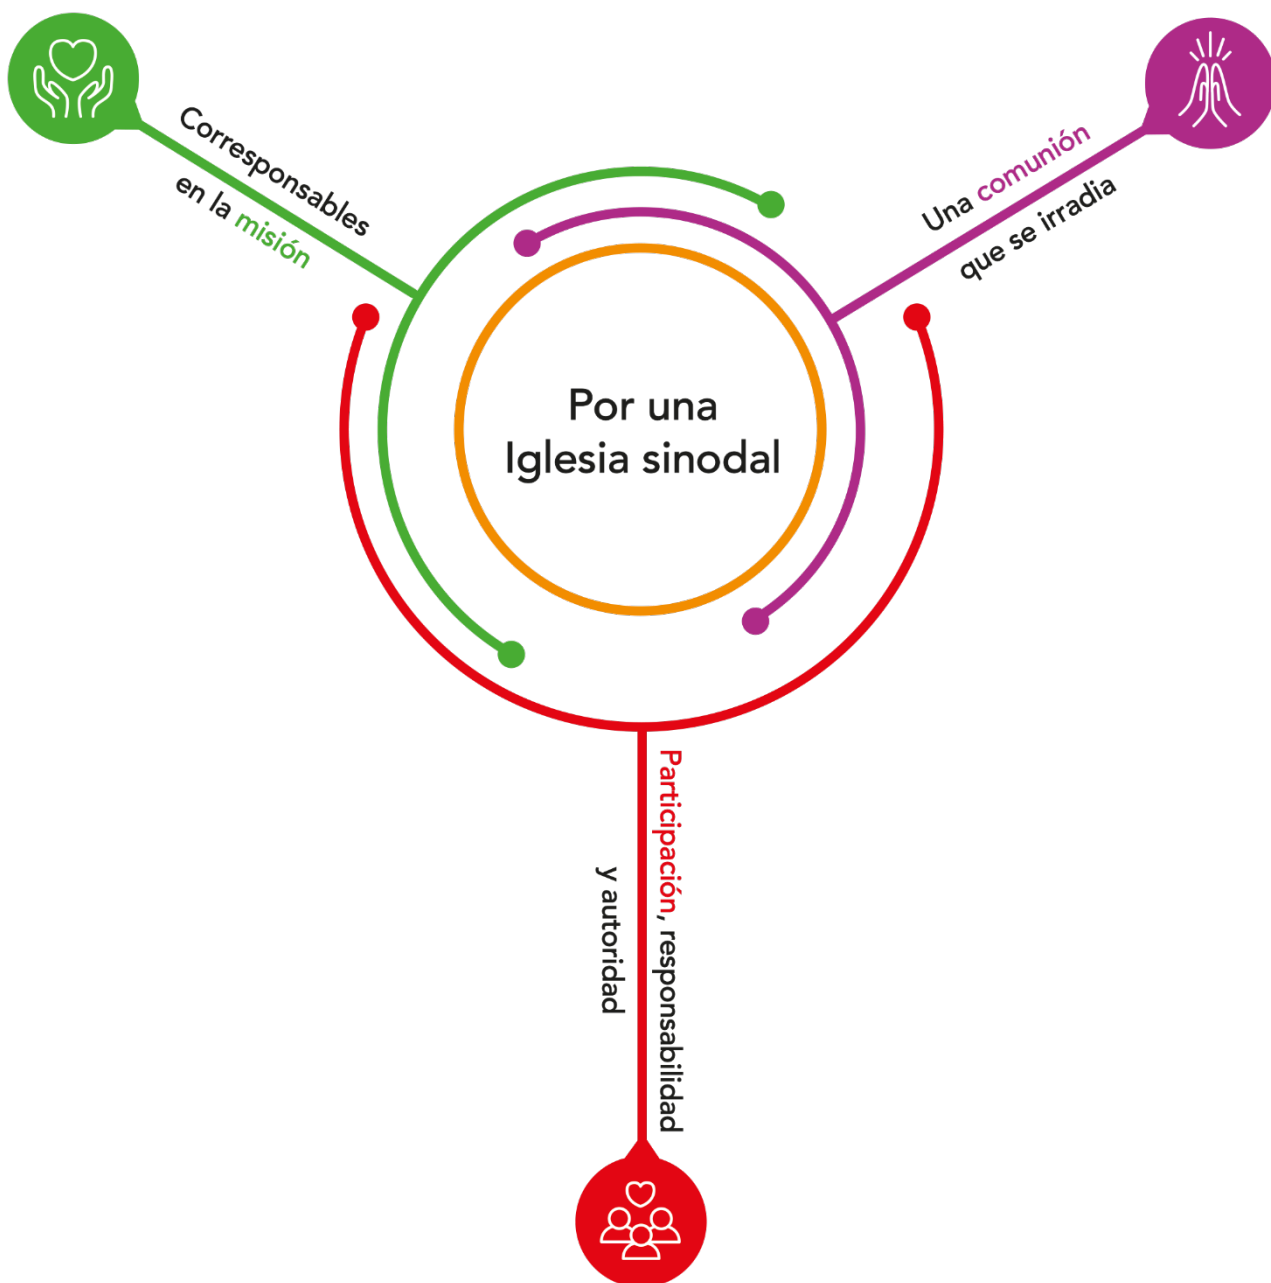 Corresponsables
en la misión
Una comunión
que se irradia
Por una
Iglesia sinodal
Participación, responsabilidad
y autoridad